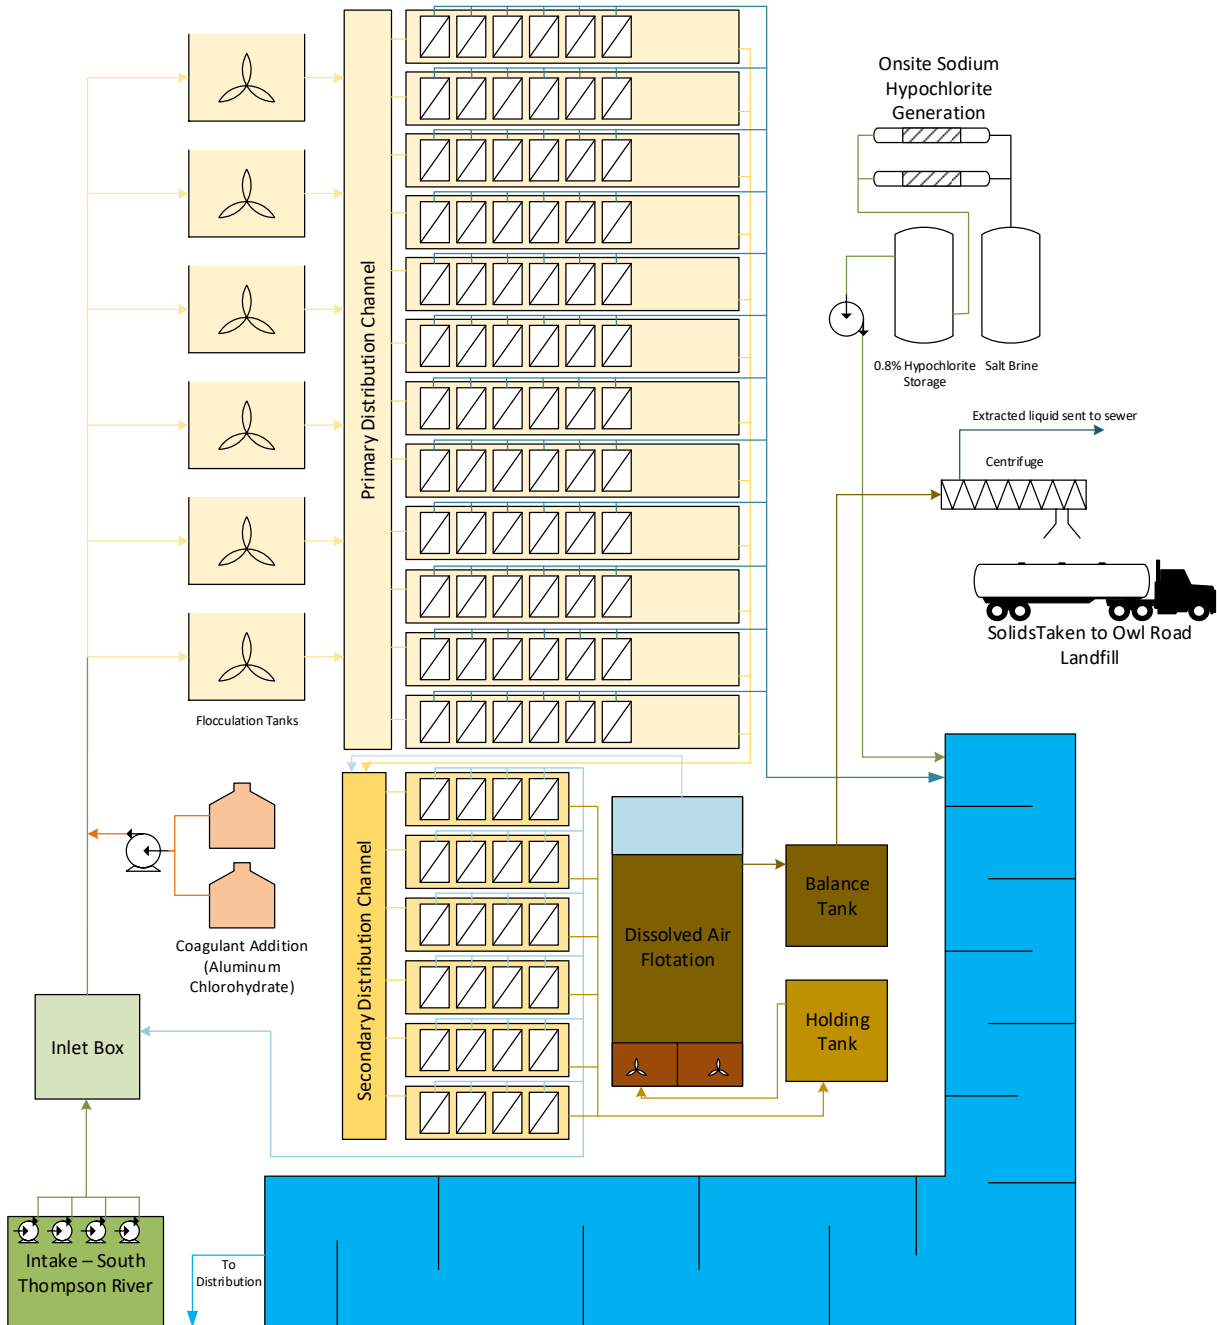 Onsite Sodium
Hypochlorite
Generation
Primary Distribution Channel
0.8% Hypochlorite
Storage
Salt Brine
Extracted liquid sent to sewer
Centrifuge
SolidsTaken to Owl Road
Landfill
Flocculation Tanks
Coagulant Addition
(Aluminum
Chlorohydrate)
Secondary Distribution Channel
Dissolved Air
Flotation
Balance
Tank
Holding
Tank
Inlet Box
Intake – South
Thompson River
To
Distribution